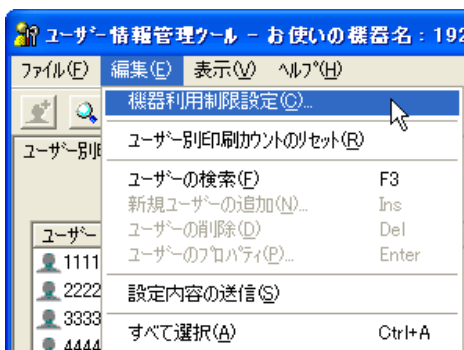 ユーザー情報管理ツール - お使いの機器名：192
ファイル(F) 編集(E) 表示(V) ヘルプ(H)
機器利用制限設定(C)...
ユーザー別印刷カウントのリセット(R)
ユーザー別E
ユーザーの検索(F) F3
新規ユーザーの追加(N)... Ins
ユーザーの削除(D) Del
ユーザー
ユーザーのプロパティ(P)... Enter
1111
2222
設定内容の送信(S)
3333
すべて選択(A) Ctrl+A
4444